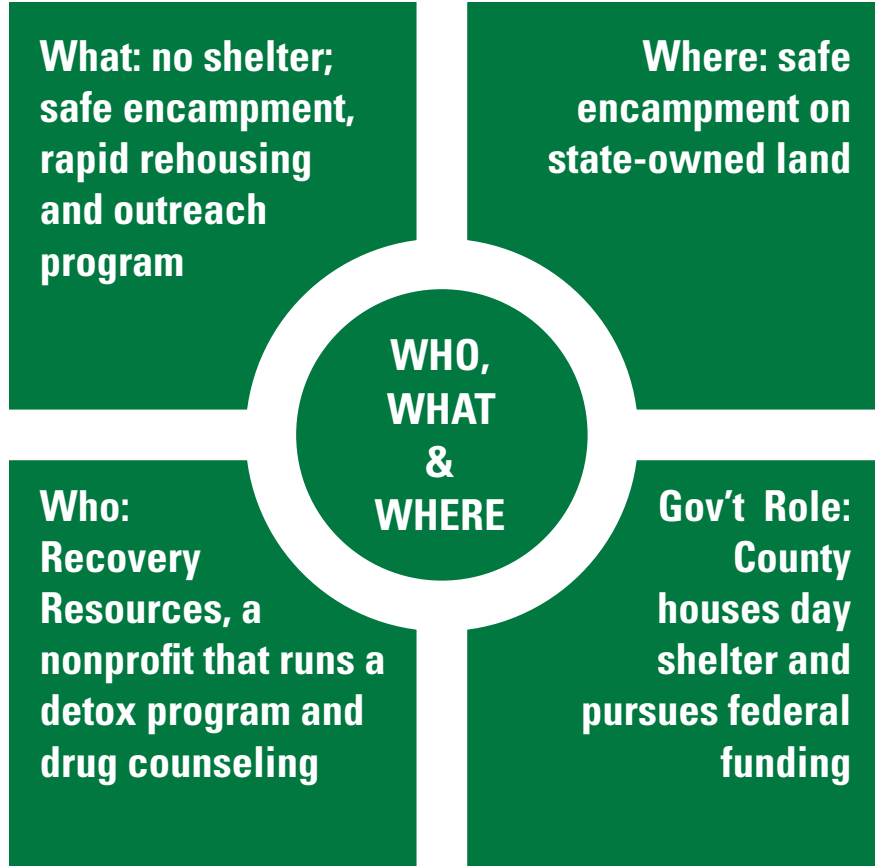 What: no shelter;
safe encampment,
rapid rehousing
and outreach
program
Where: safe
encampment on
state-owned land
WHO,
WHAT
&
WHERE
Who:
Recovery
Resources, a
nonprofit that runs a
detox program and
drug counseling
Gov't Role:
County
houses day
shelter and
pursues federal
funding